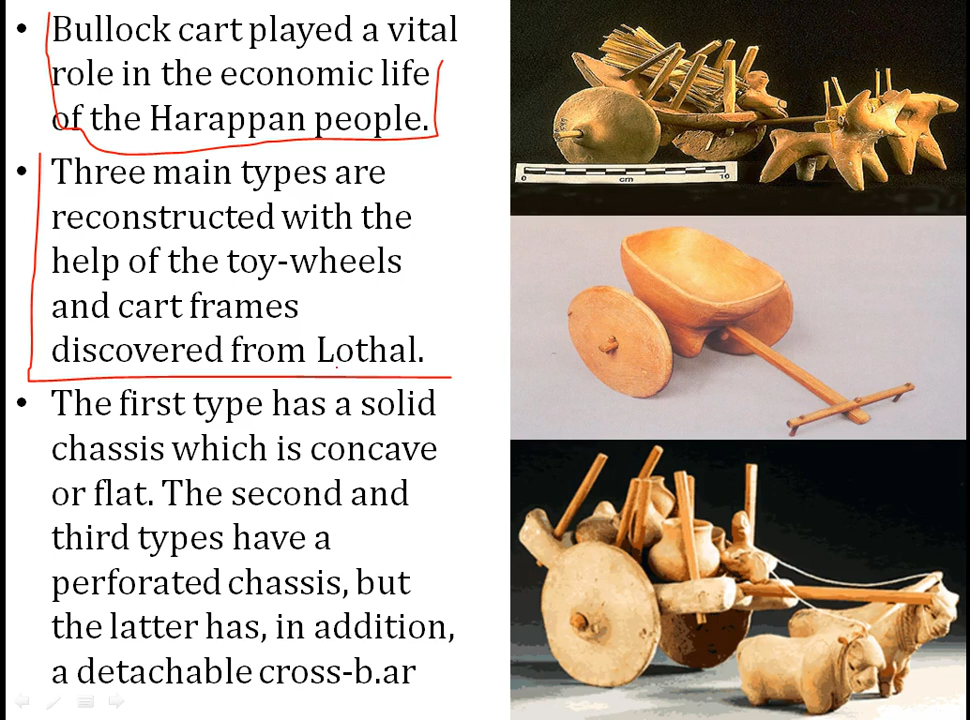 • Bullock cart played a vital
role in the economic life
of the Harappan people.
• Three main types are
reconstructed with the
help of the toy-wheels
and cart frames
discovered from Lothal.
• The first type has a solid
chassis which is concave
or flat. The second and
third types have a
perforated chassis, but
the latter has, in addition,
a detachable cross-b.ar
0 10
cm